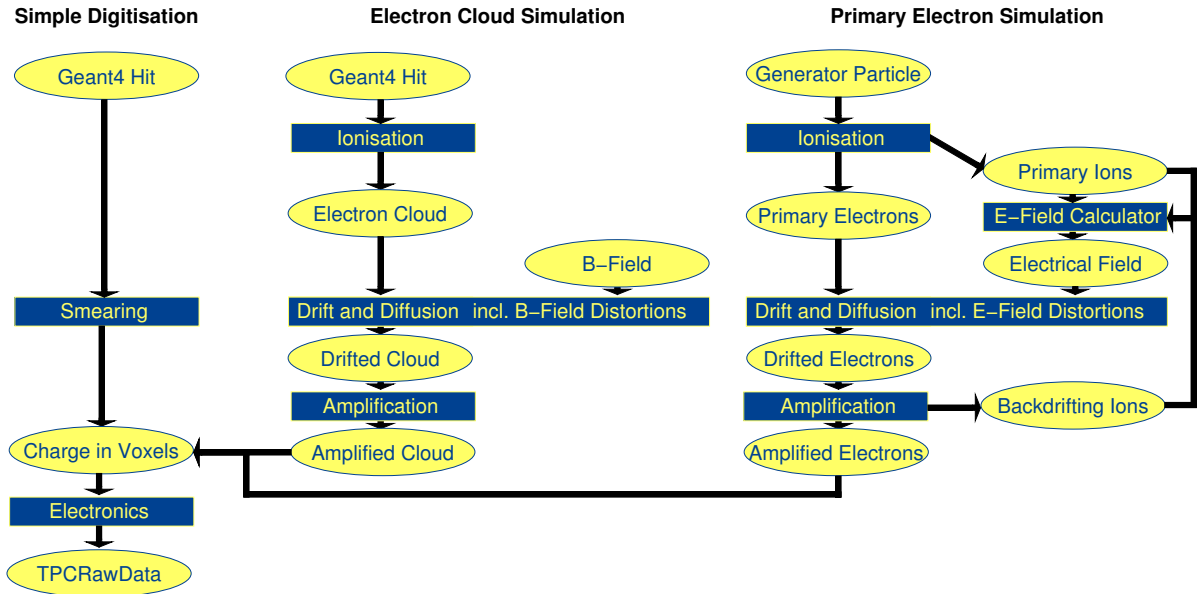 Simple Digitisation
Electron Cloud Simulation
Primary Electron Simulation
Geant4 Hit
Smearing
Charge in Voxels
Electronics
TPCRawData
Geant4 Hit
Ionisation
Electron Cloud
B−Field
Drift and Diffusion incl. B−Field Distortions
Drifted Cloud
Amplification
Amplified Cloud
Generator Particle
Ionisation
Primary Ions
Primary Electrons
E−Field Calculator
Electrical Field
Drift and Diffusion incl. E−Field Distortions
Drifted Electrons
Amplification
Backdrifting Ions
Amplified Electrons